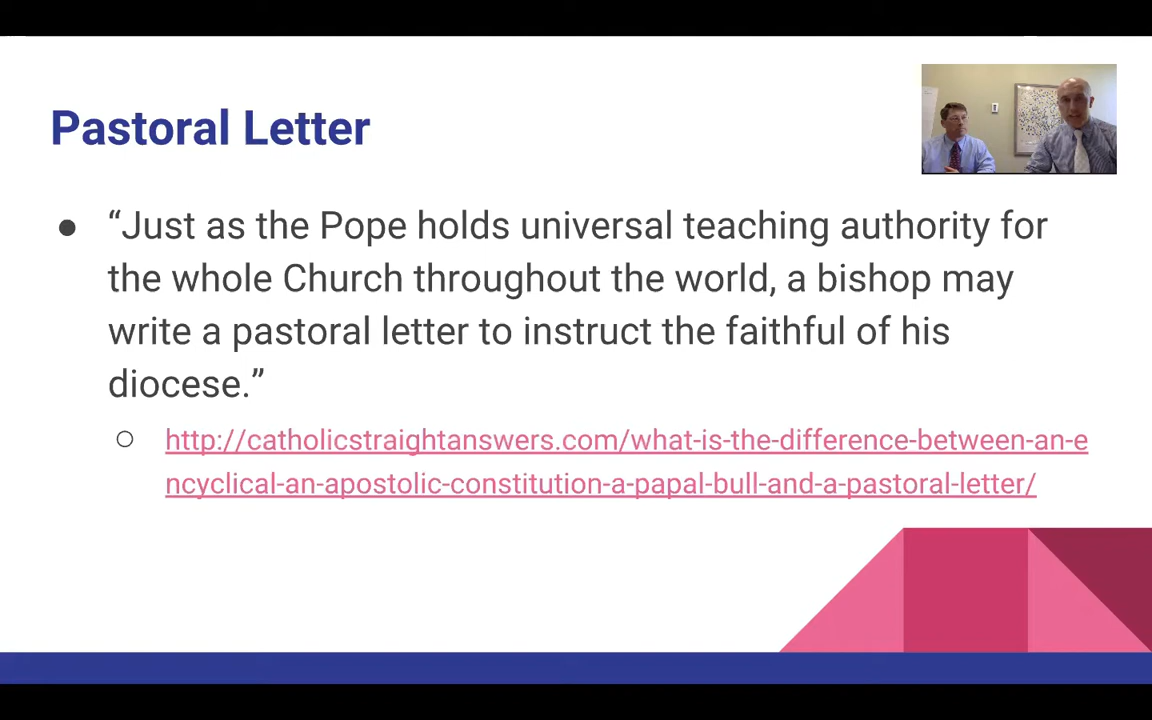 Pastoral Letter
● “Just as the Pope holds universal teaching authority for
the whole Church throughout the world, a bishop may
write a pastoral letter to instruct the faithful of his
diocese.”
○ http://catholicstraightanswers.com/what-is-the-difference-between-an-e
ncyclical-an-apostolic-constitution-a-papal-bull-and-a-pastoral-letter/